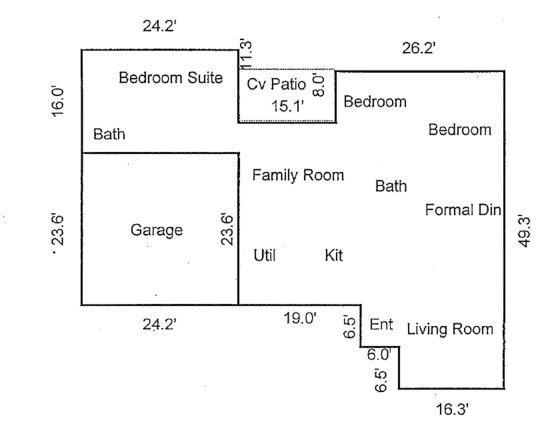 24.2'
11.3'
26.2'
Bedroom Suite
Cv Patio
8.0'
15.1'
Bedroom
16.0'
Bath
Bedroom
Family Room
Bath
Formal Din
23.6'
Garage
23.6'
49.3'
Util
Kit
24.2'
19.0'
6.5'
Ent
Living Room
6.0'
6.5'
16.3'